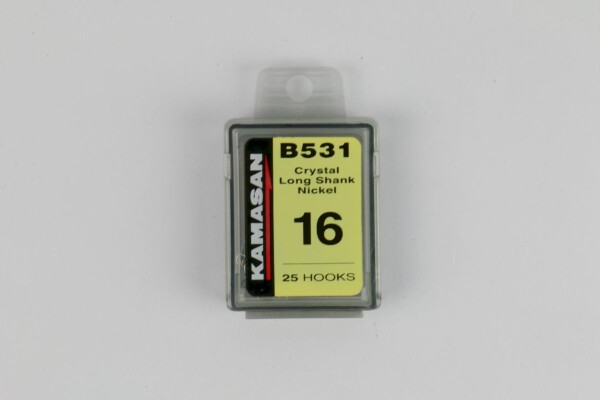 KAMASAN
B531
Crystal
Long Shank
Nickel
16
25 HOOKS